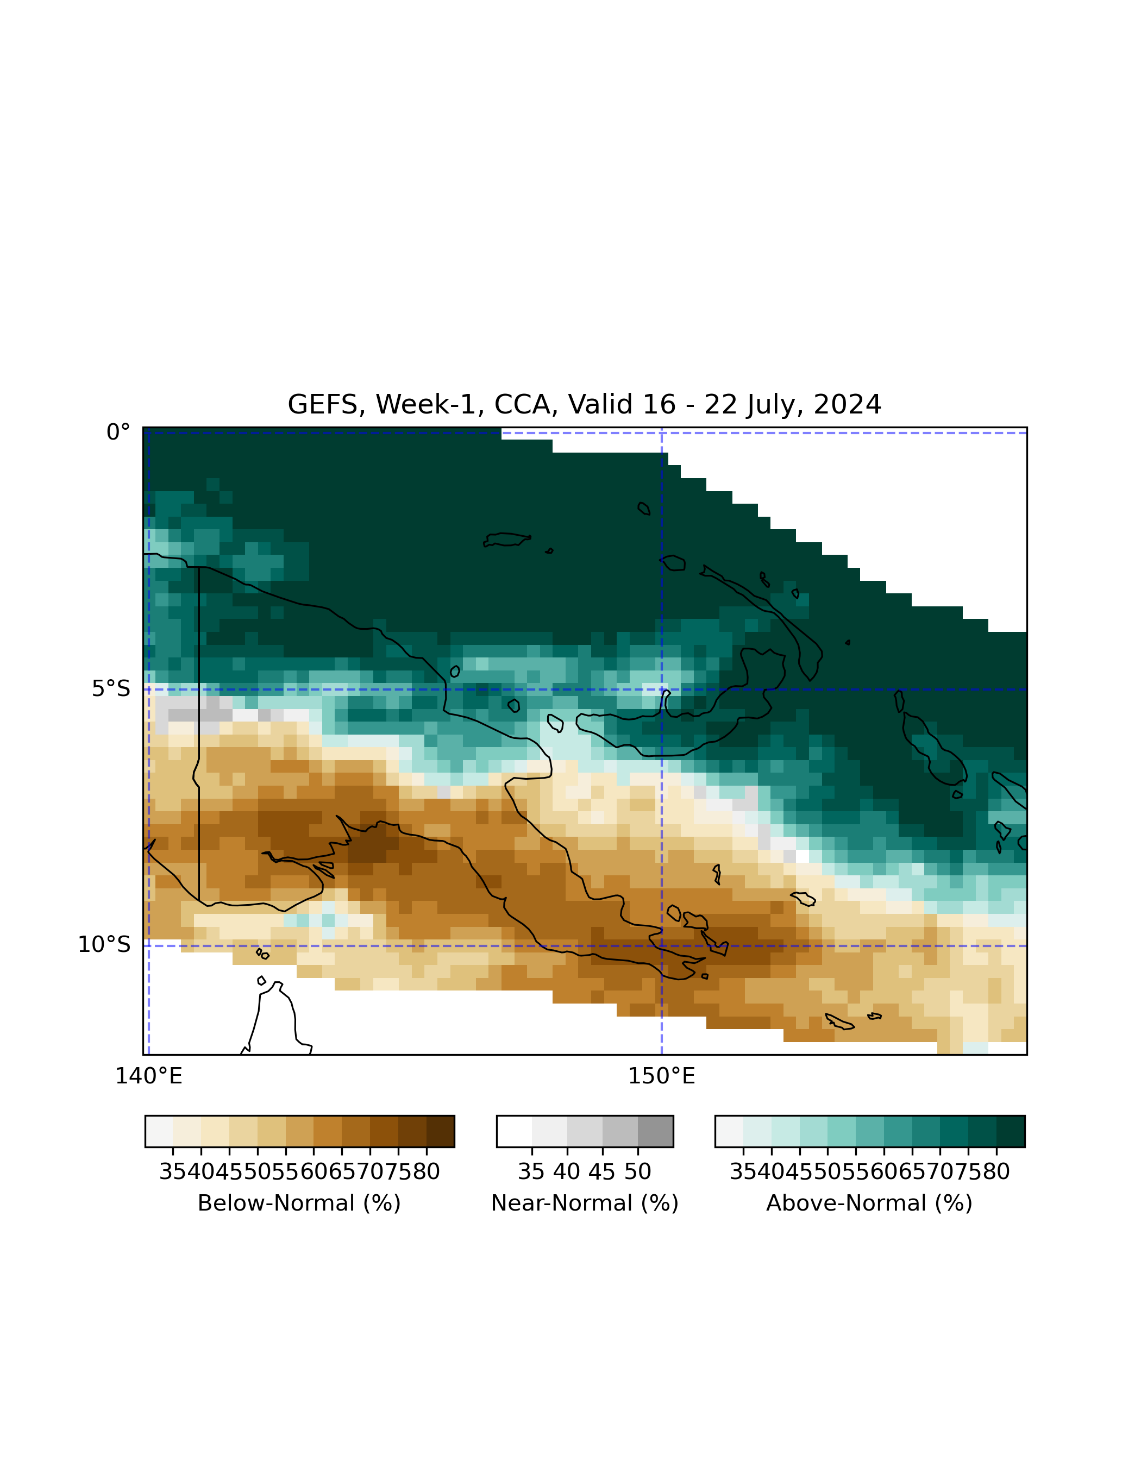 GEFS, Week-1, CCA, Valid 16 - 22 July, 2024
0°
5°S
10°S
140°E 150°E
35404550556065707580 35 40 45 50 35404550556065707580
Below-Normal (%) Near-Normal (%) Above-Normal (%)